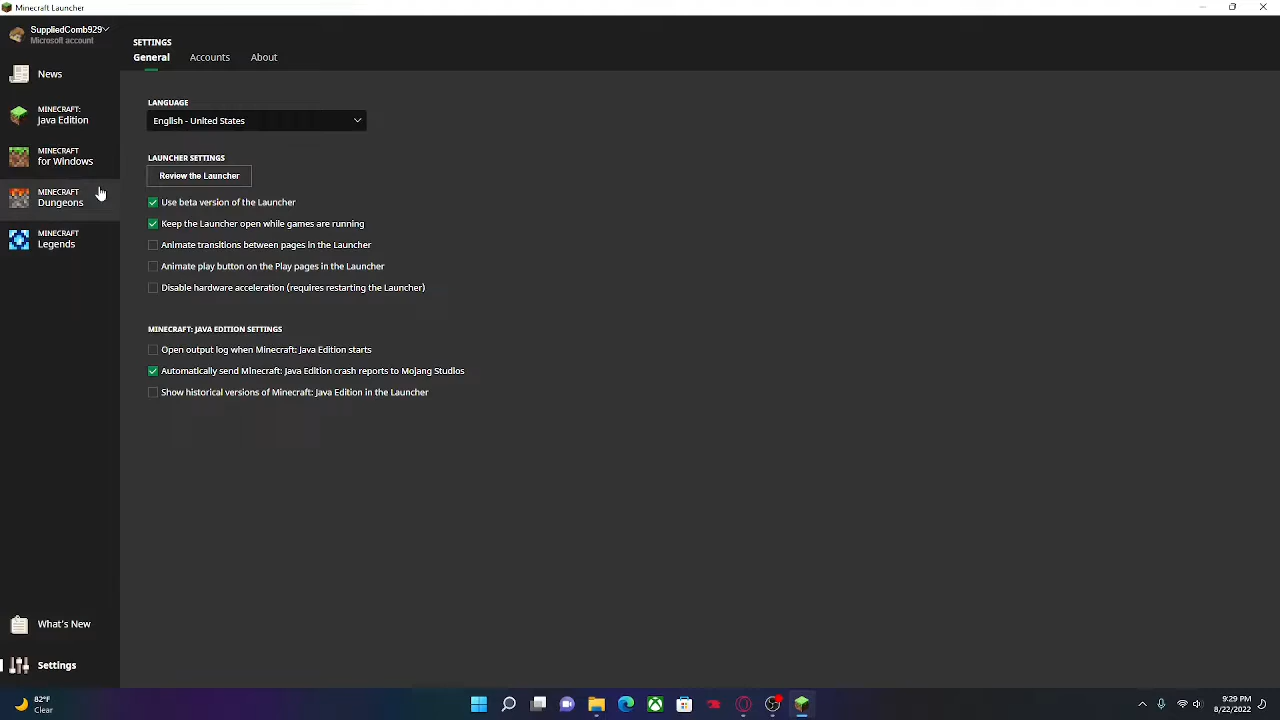 Minecraft Launcher
SuppliedComb929
Microsoft account
News
MINECRAFT:
Java Edition
MINECRAFT
for Windows
MINECRAFT
Dungeons
MINECRAFT
Legends
What's New
Settings
SETTINGS
General Accounts About
LANGUAGE
English - United States
LAUNCHER SETTINGS
Review the Launcher
Use beta version of the Launcher
Keep the Launcher open while games are running
Animate transitions between pages in the Launcher
Animate play button on the Play pages in the Launcher
Disable hardware acceleration (requires restarting the Launcher)
MINECRAFT: JAVA EDITION SETTINGS
Open output log when Minecraft: Java Edition starts
Automatically send Minecraft: Java Edition crash reports to Mojang Studios
Show historical versions of Minecraft: Java Edition in the Launcher
82°F
Clear
9:29 PM
8/22/2022